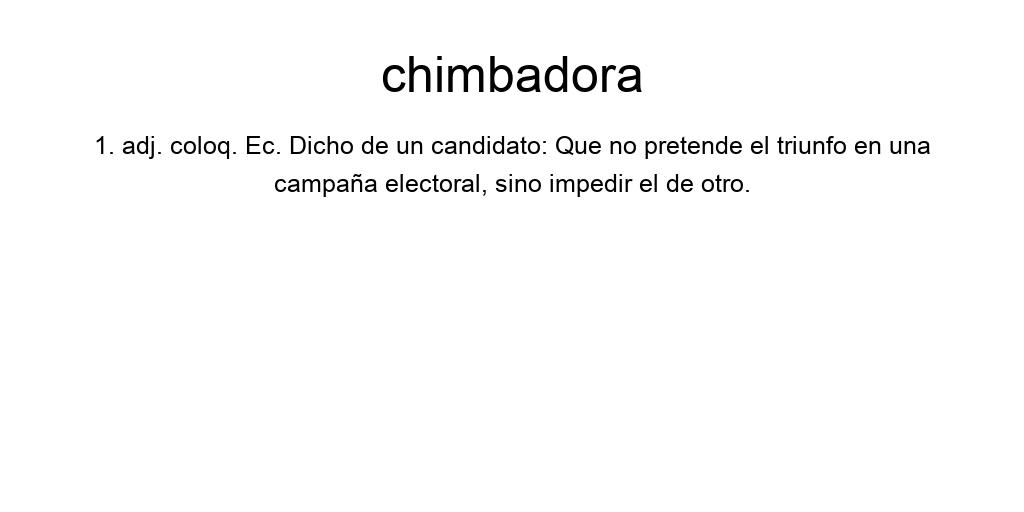 chimbadora
1. adj. coloq. Ec. Dicho de un candidato: Que no pretende el triunfo en una
campaña electoral, sino impedir el de otro.